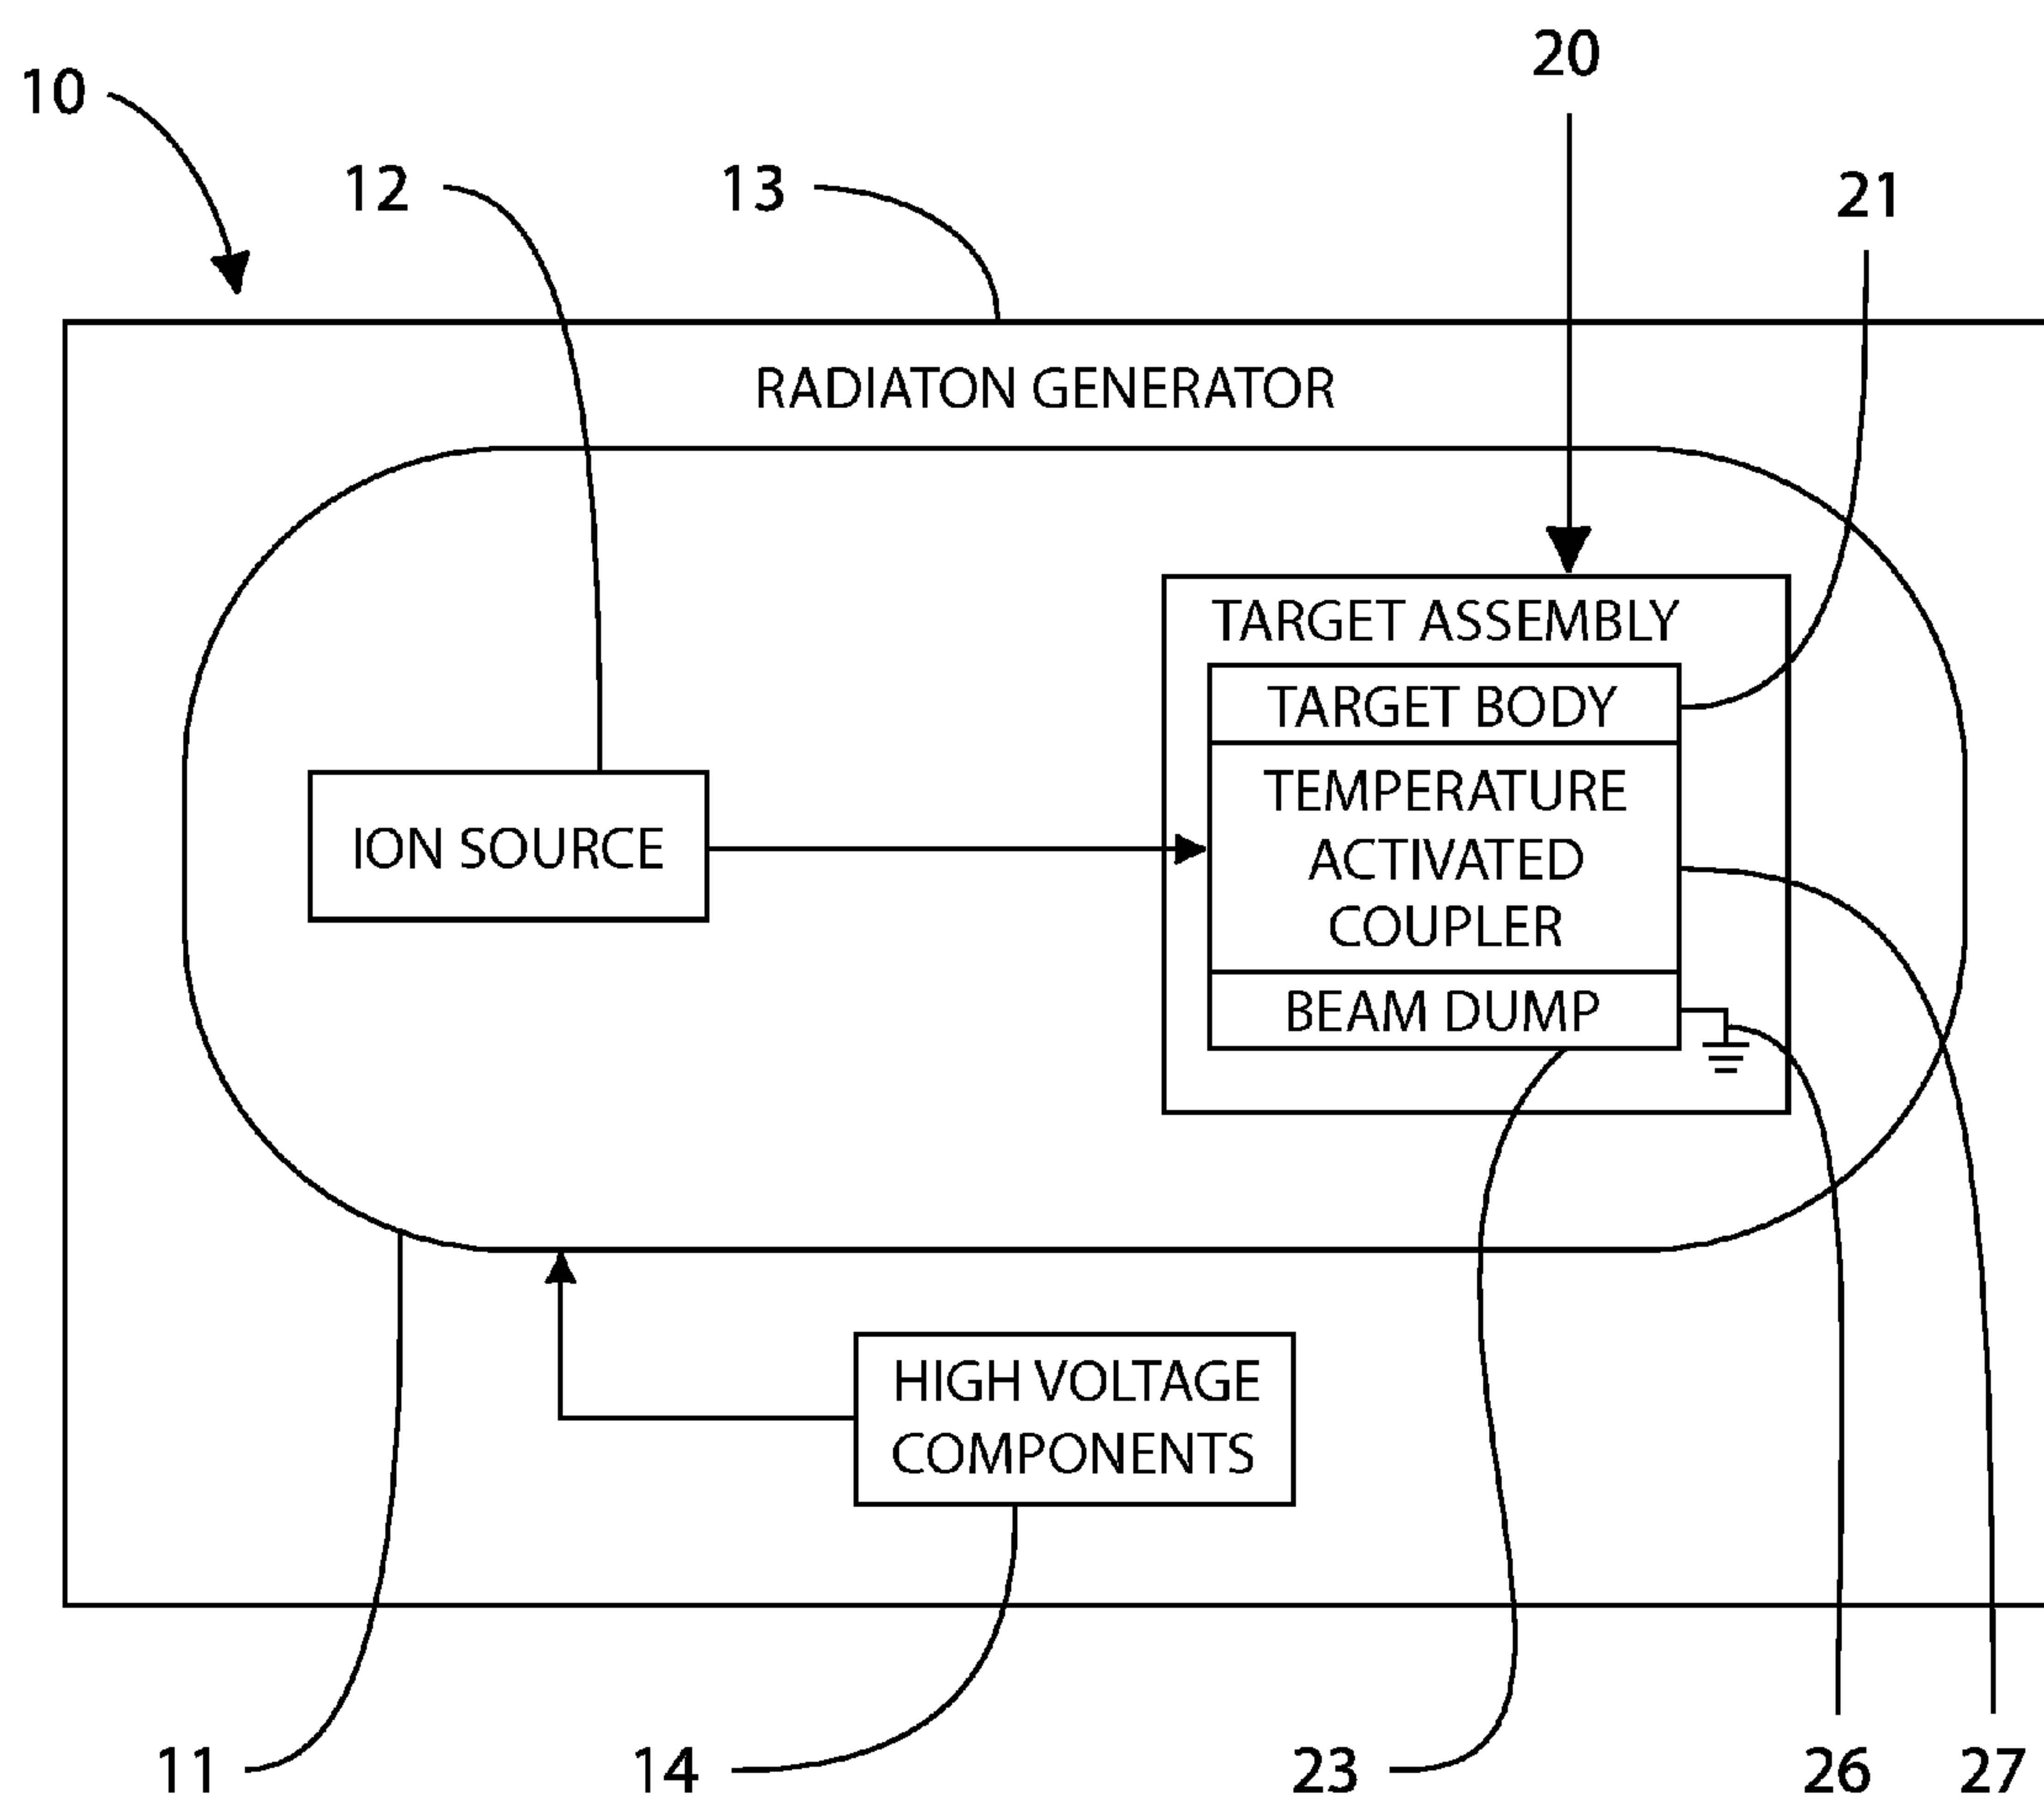 20
10
12
13
21
RADIATON GENERATOR
TARGET ASSEMBLY
TARGET BODY
TEMPERATURE
ACTIVATED
COUPLER
ION SOURCE
BEAM DUMP
HIGH VOLTAGE
COMPONENTS
11
14
23
26
27